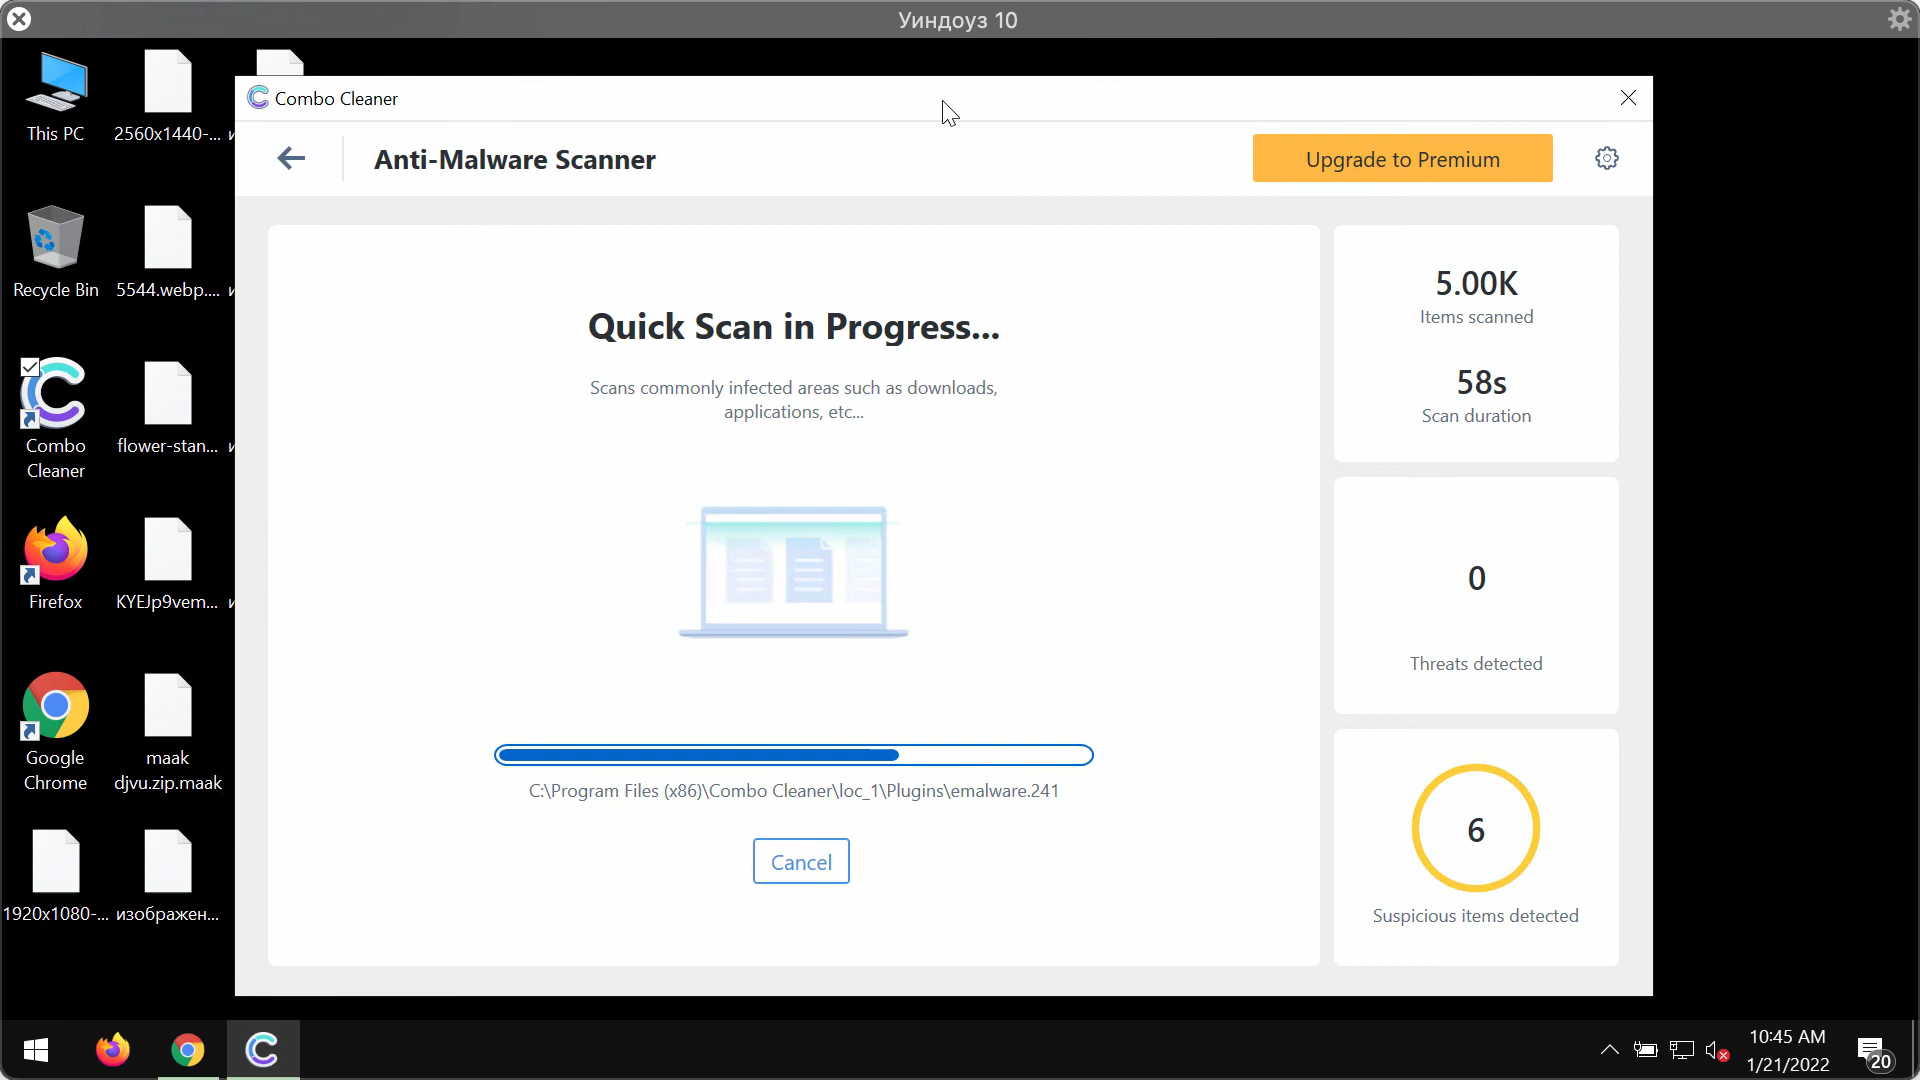 Уиндоуз 10
This PC
2560x1440-...
Recycle Bin
5544.webp....
Combo
Cleaner
flower-stan...
Firefox
KYEJp9vem...
Google
Chrome
maak
djvu.zip.maak
1920x1080-...
изображен...
Combo Cleaner
Anti-Malware Scanner
Upgrade to Premium
Quick Scan in Progress...
Scans commonly infected areas such as downloads,
applications, etc...
C:\Program Files (x86)\Combo Cleaner\loc_1\Plugins\emalware.241
Cancel
5.00K
Items scanned
58s
Scan duration
0
Threats detected
6
Suspicious items detected
10:45 AM
1/21/2022
20